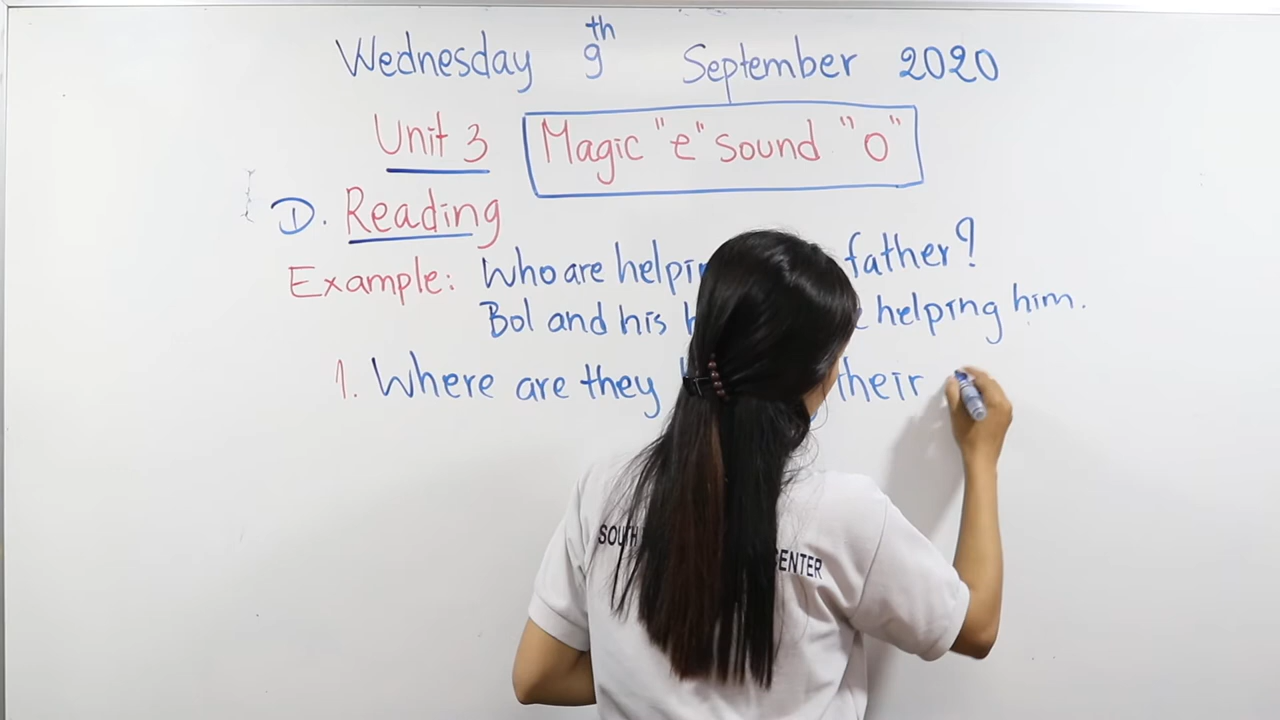 Wednesday 9th September 2020
Unit 3 Magic "e" sound "o"
D. Reading
Example: Who are father?
Bol and his helping him.
1. Where are they their